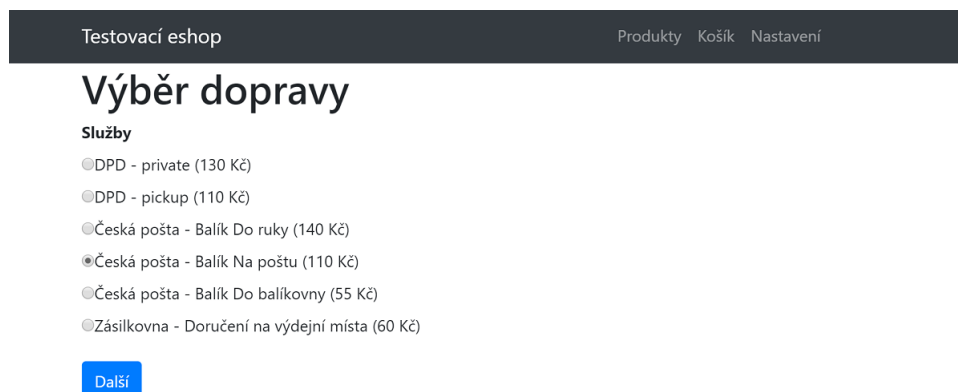 Testovací eshop Produkty Košík Nastavení
Výběr dopravy
Služby
DPD - private (130 Kč)
DPD - pickup (110 Kč)
Česká pošta - Balík Do ruky (140 Kč)
Česká pošta - Balík Na poštu (110 Kč)
Česká pošta - Balík Do balíkovny (55 Kč)
Zásilkovna - Doručení na výdejní místa (60 Kč)
Další